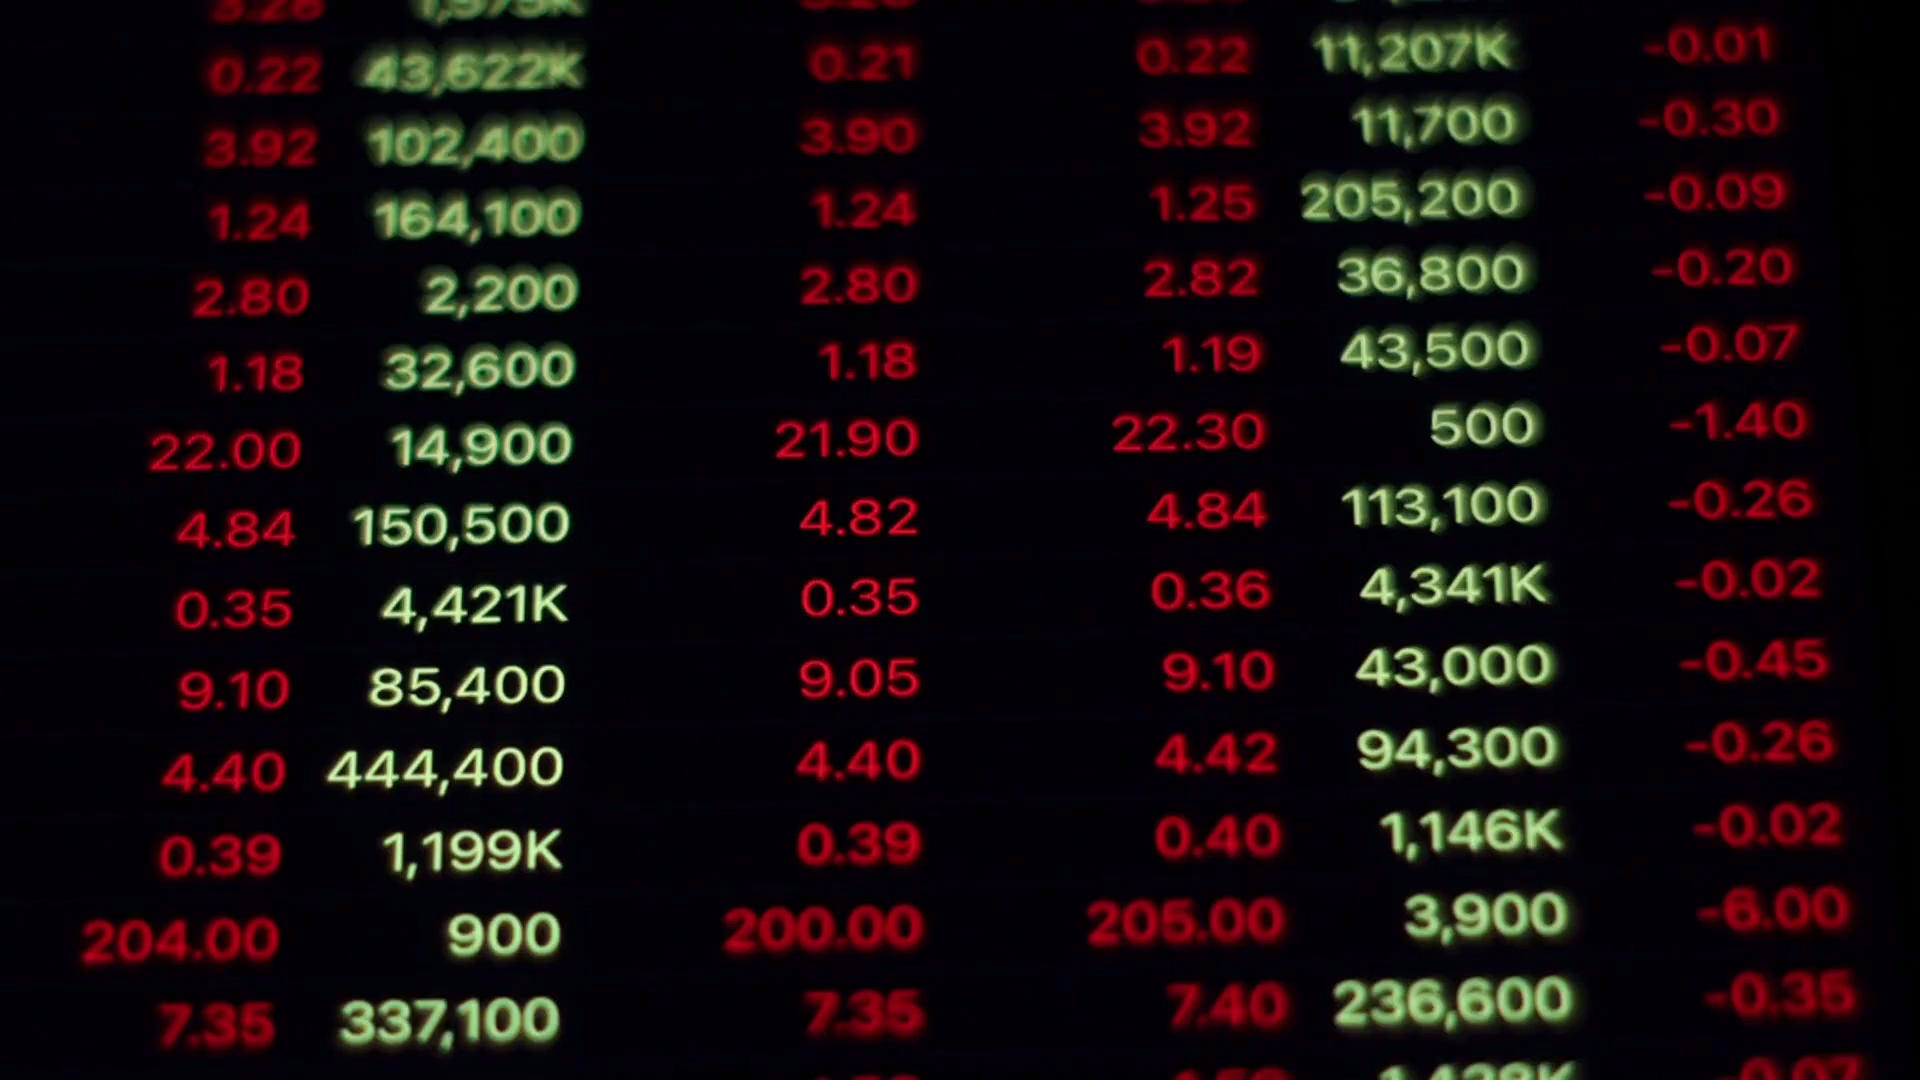 3.28 1,575K 3.26
0.22 43,622K 0.21 0.22 11,207K -0.01
3.92 102,400 3.90 3.92 11,700 -0.30
1.24 164,100 1.24 1.25 205,200 -0.09
2.80 2,200 2.80 2.82 36,800 -0.20
1.18 32,600 1.18 1.19 43,500 -0.07
22.00 14,900 21.90 22.30 500 -1.40
4.84 150,500 4.82 4.84 113,100 -0.26
0.35 4,421K 0.35 0.36 4,341K -0.02
9.10 85,400 9.05 9.10 43,000 -0.45
4.40 444,400 4.40 4.42 94,300 -0.26
0.39 1,199K 0.39 0.40 1,146K -0.02
204.00 900 200.00 205.00 3,900 -6.00
7.35 337,100 7.35 7.40 236,600 -0.35
-0.07